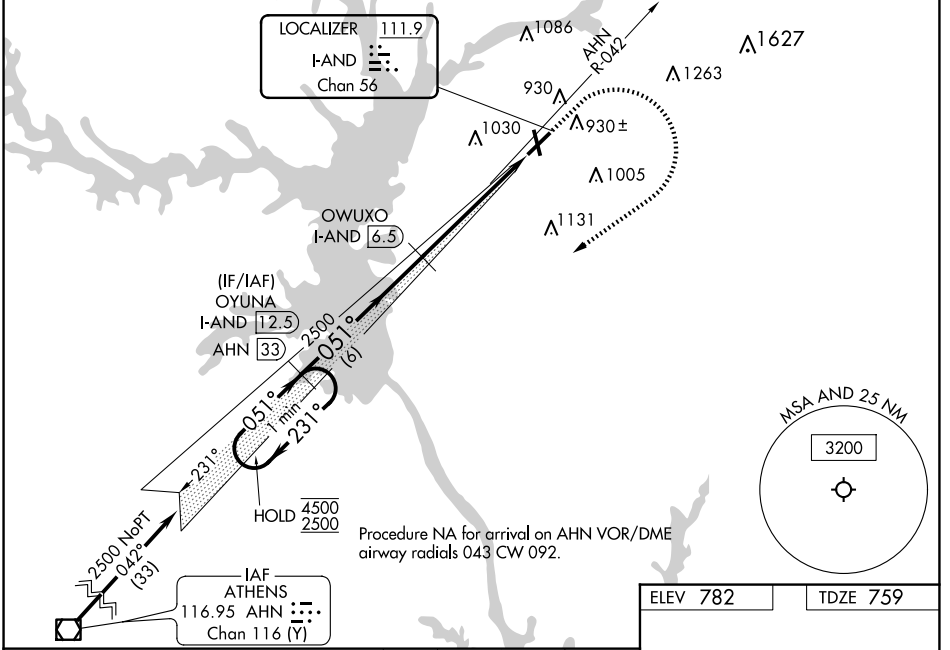 LOCALIZER 111.9
I-AND
Chan 56
1086
AHN
R-042
1627
1263
930
930±
1030
1005
1131
OWUXO
I-AND 6.5
(IF/IAF)
OYUNA
I-AND 12.5
AHN 33
2500
051°
(6)
051°
1 min
231°
231°
HOLD 4500
2500
2500 NoPT
042°
(33)
IAF
ATHENS
116.95 AHN
Chan 116 (Y)
Procedure NA for arrival on AHN VOR/DME
airway radials 043 CW 092.
MSA AND 25 NM
3200
ELEV 782
TDZE 759